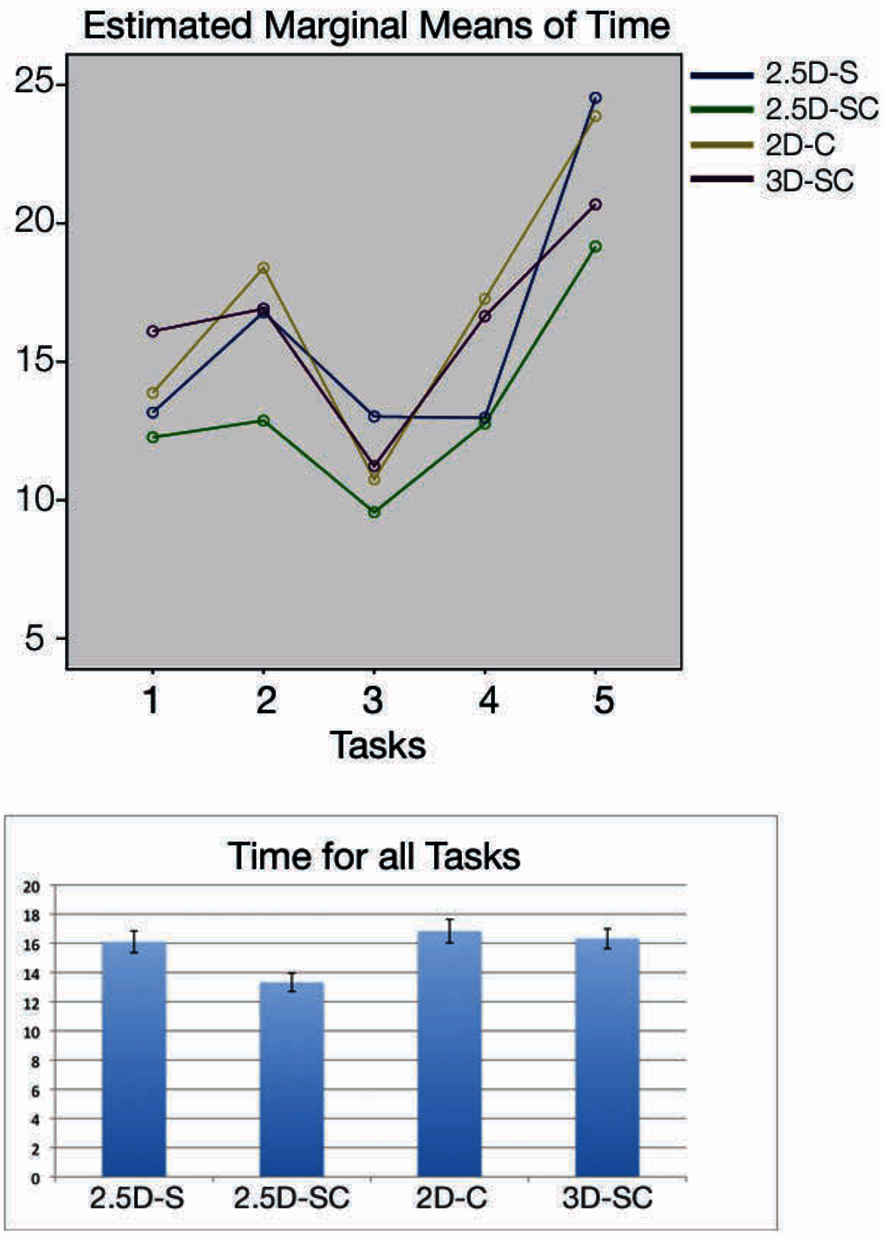 Estimated Marginal Means of Time
25
20
15
10
5
1 2 3 4 5
Tasks
2.5D-S
2.5D-SC
2D-C
3D-SC
Time for all Tasks
20
18
16
14
12
10
8
6
4
2
0
2.5D-S 2.5D-SC 2D-C 3D-SC